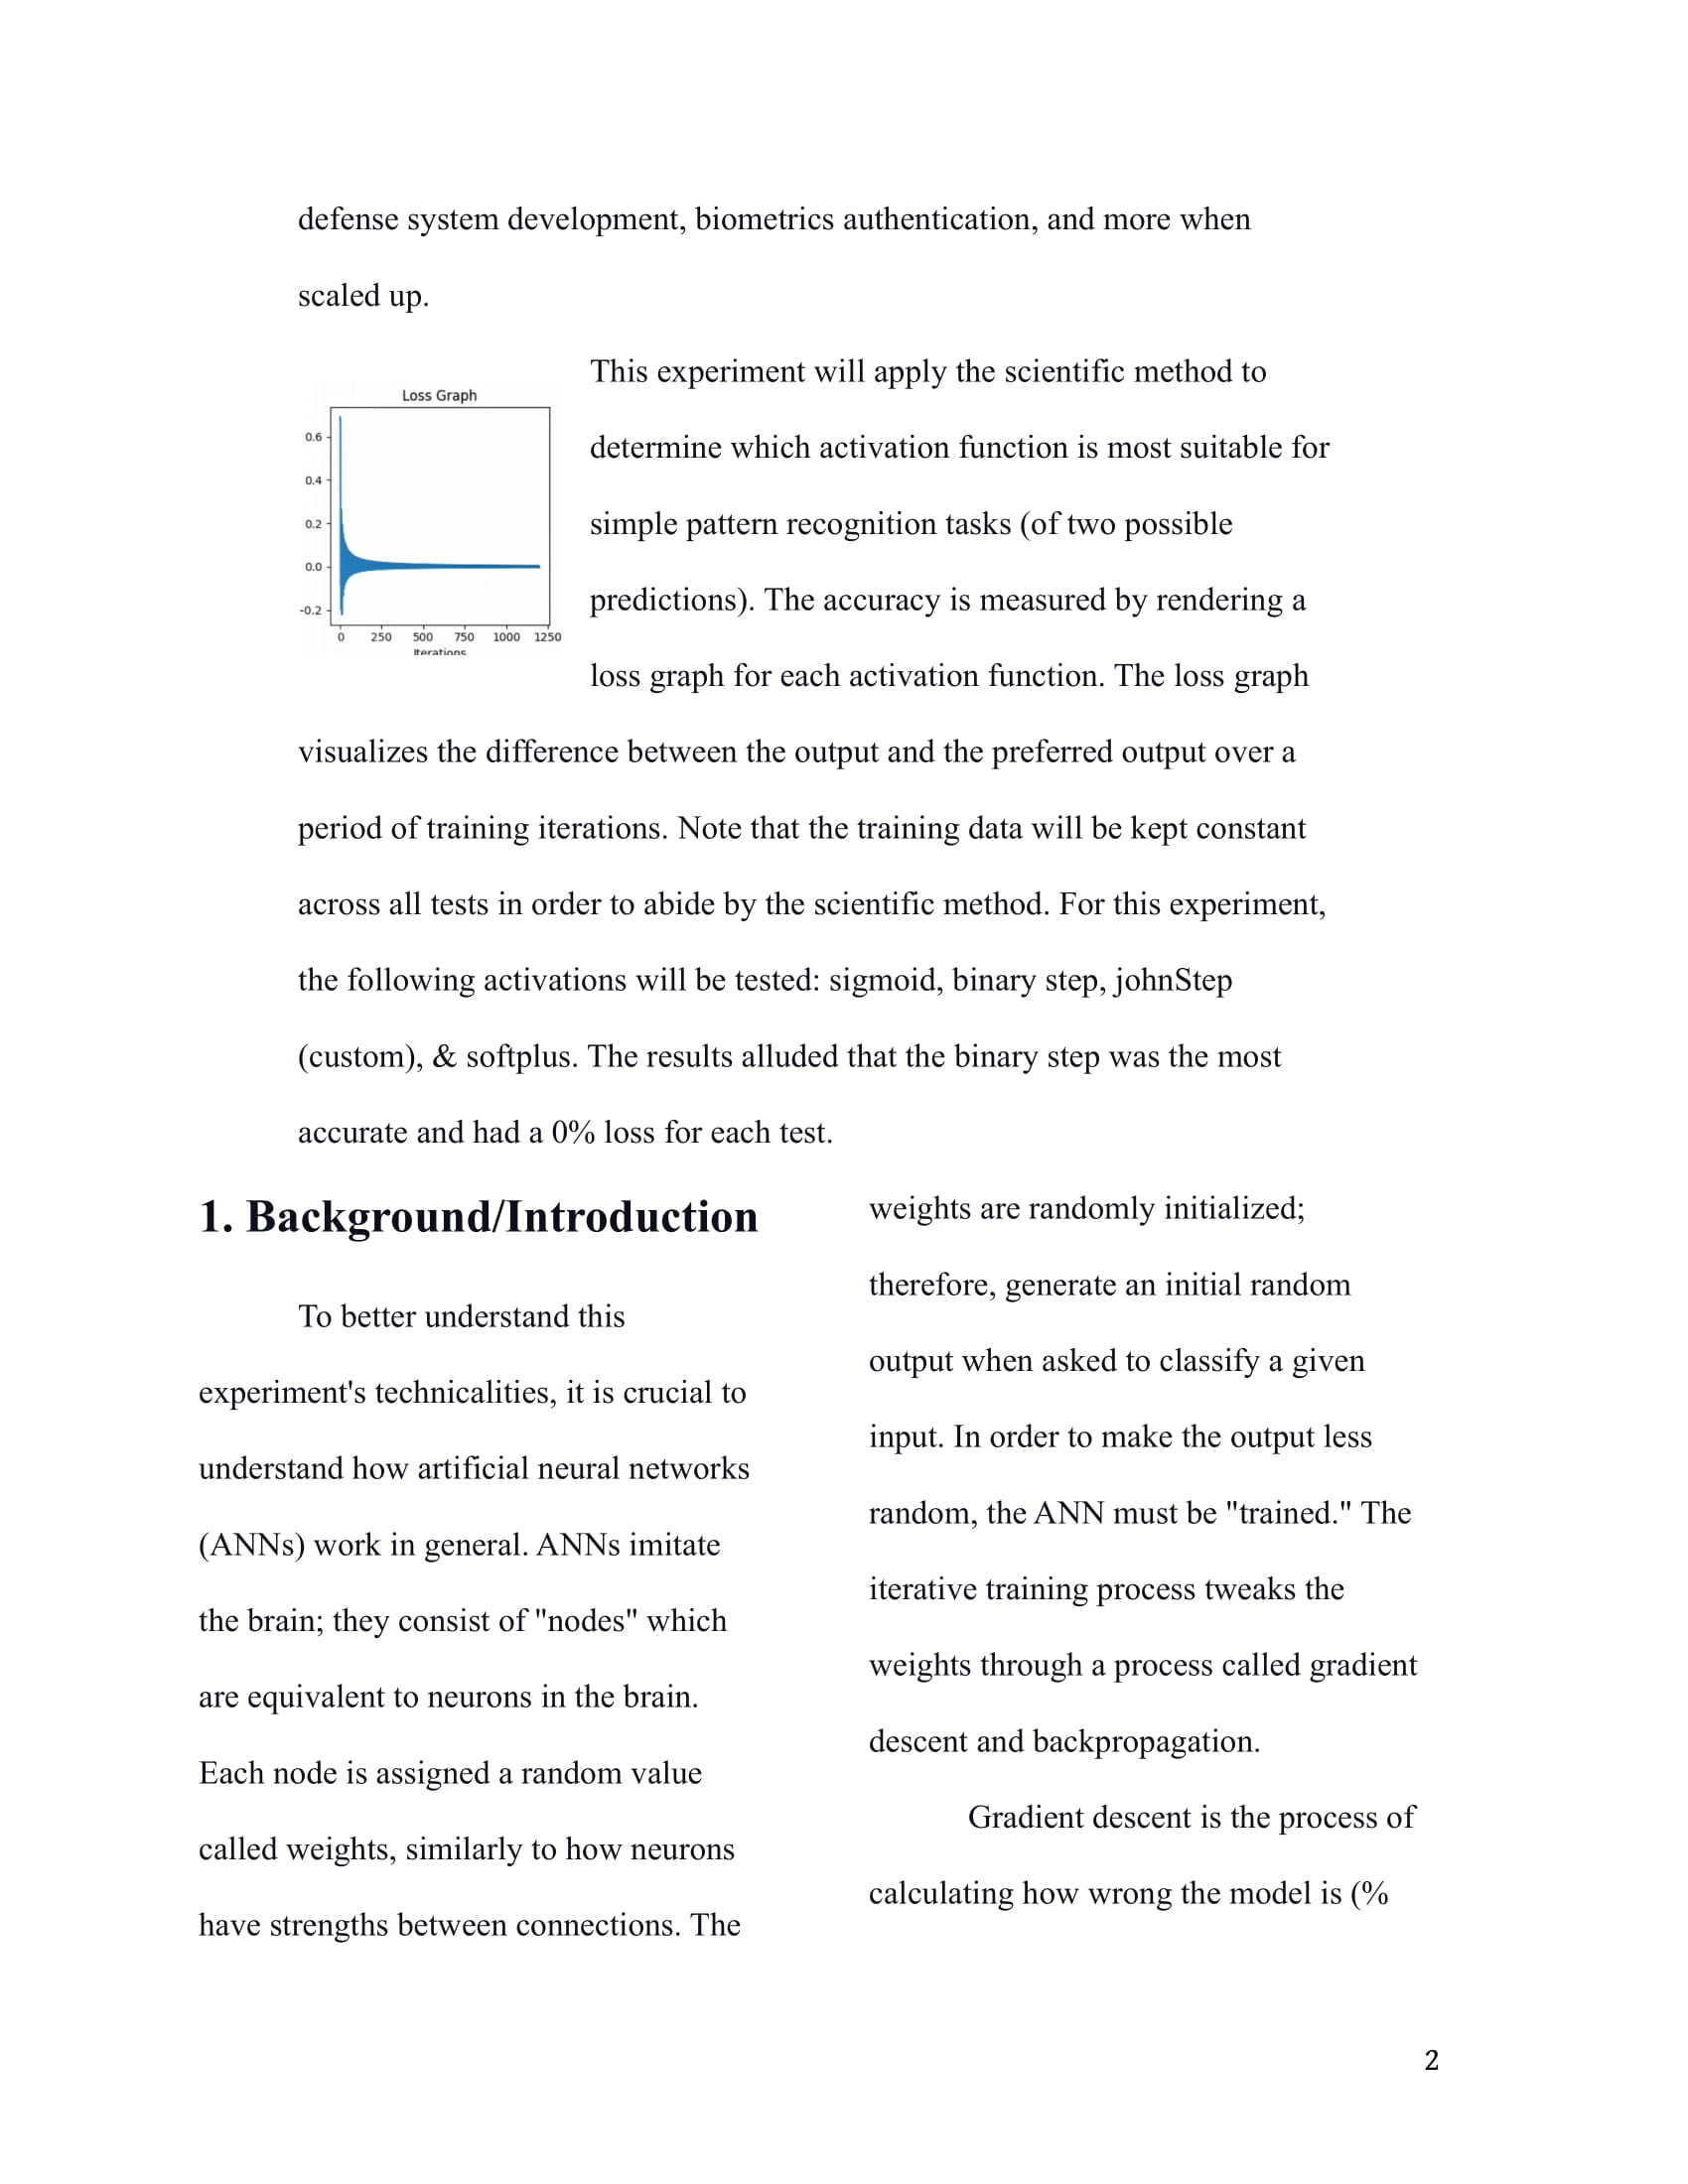 defense system development, biometrics authentication, and more when
scaled up.
Loss Graph
0.6
0.4
0.2
0.0
-0.2
0 250 500 750 1000 1250
Iterations
This experiment will apply the scientific method to
determine which activation function is most suitable for
simple pattern recognition tasks (of two possible
predictions). The accuracy is measured by rendering a
loss graph for each activation function. The loss graph
visualizes the difference between the output and the preferred output over a
period of training iterations. Note that the training data will be kept constant
across all tests in order to abide by the scientific method. For this experiment,
the following activations will be tested: sigmoid, binary step, johnStep
(custom), & softplus. The results alluded that the binary step was the most
accurate and had a 0% loss for each test.
1. Background/Introduction
To better understand this
experiment's technicalities, it is crucial to
understand how artificial neural networks
(ANNs) work in general. ANNs imitate
the brain; they consist of "nodes" which
are equivalent to neurons in the brain.
Each node is assigned a random value
called weights, similarly to how neurons
have strengths between connections. The
weights are randomly initialized;
therefore, generate an initial random
output when asked to classify a given
input. In order to make the output less
random, the ANN must be "trained." The
iterative training process tweaks the
weights through a process called gradient
descent and backpropagation.
Gradient descent is the process of
calculating how wrong the model is (%
2